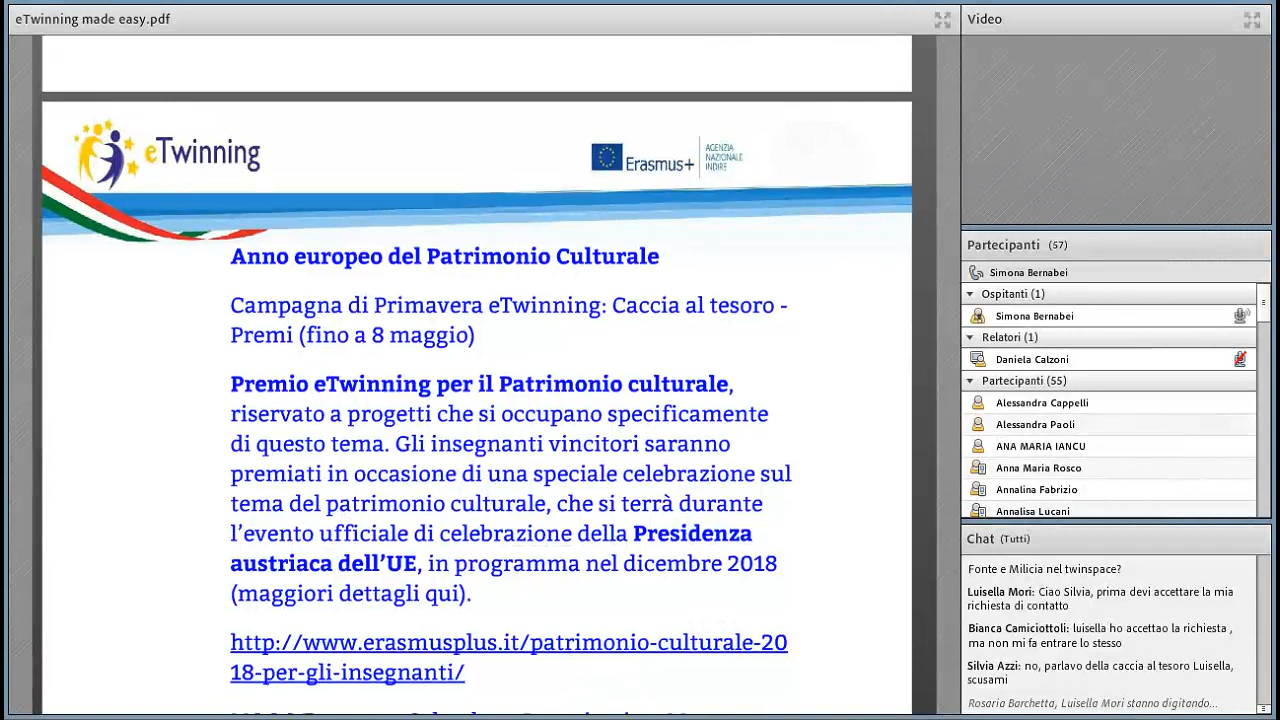 eTwinning made easy.pdf
eTwinning
Erasmus+
AGENZIA
NAZIONALE
INDIRE
Anno europeo del Patrimonio Culturale
Campagna di Primavera eTwinning: Caccia al tesoro -
Premi (fino a 8 maggio)
Premio eTwinning per il Patrimonio culturale,
riservato a progetti che si occupano specificamente
di questo tema. Gli insegnanti vincitori saranno
premiati in occasione di una speciale celebrazione sul
tema del patrimonio culturale, che si terrà durante
l’evento ufficiale di celebrazione della Presidenza
austriaca dell’UE, in programma nel dicembre 2018
(maggiori dettagli qui).
http://www.erasmusplus.it/patrimonio-culturale-20
18-per-gli-insegnanti/
Video
Partecipanti (57)
Simona Bernabei
Ospitanti (1)
Simona Bernabei
Relatori (1)
Daniela Calzoni
Partecipanti (55)
Alessandra Cappelli
Alessandra Paoli
ANA MARIA IANCU
Anna Maria Rosco
Annalina Fabrizio
Annalisa Lucani
Chat (Tutti)
Fonte e Milicia nel twinspace?
Luisella Mori: Ciao Silvia, prima devi accettare la mia
richiesta di contatto
Bianca Camiciottoli: luisella ho accettao la richiesta ,
ma non mi fa entrare lo stesso
Silvia Azzi: no, parlavo della caccia al tesoro Luisella,
scusami
Rosaria Barchetta, Luisella Mori stanno digitando...